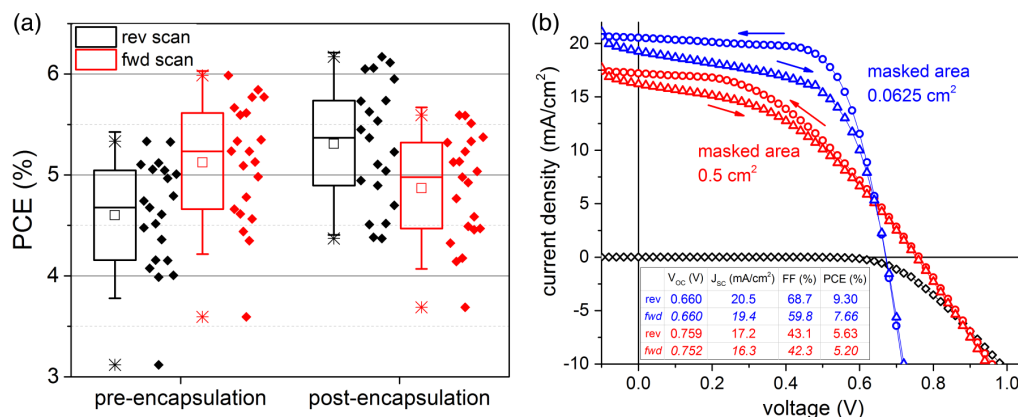 (a)
rev scan
fwd scan
PCE (%)
6
5
4
3
pre-encapsulation
post-encapsulation
(b)
current density (mA/cm²)
20
15
10
5
0
-5
-10
masked area
0.0625 cm²
masked area
0.5 cm²
V_OC (V) J_SC (mA/cm²) FF (%) PCE (%)
rev 0.660 20.5 68.7 9.30
fwd 0.660 19.4 59.8 7.66
rev 0.759 17.2 43.1 5.63
fwd 0.752 16.3 42.3 5.20
0.0 0.2 0.4 0.6 0.8 1.0
voltage (V)